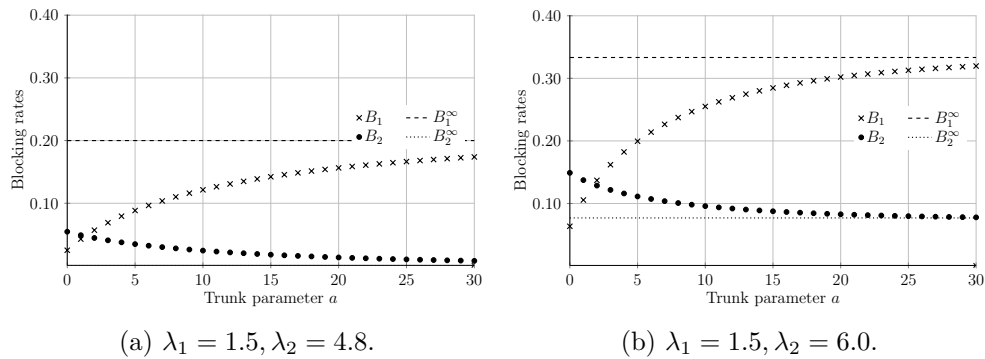 0.40
0.30
0.20
0.10
Blocking rates
× B₁ -- B₁^∞
• B₂ ···· B₂^∞
0 5 10 15 20 25 30
Trunk parameter a
(a) λ₁ = 1.5, λ₂ = 4.8.
0.40
0.30
0.20
0.10
Blocking rates
× B₁ -- B₁^∞
• B₂ ···· B₂^∞
0 5 10 15 20 25 30
Trunk parameter a
(b) λ₁ = 1.5, λ₂ = 6.0.